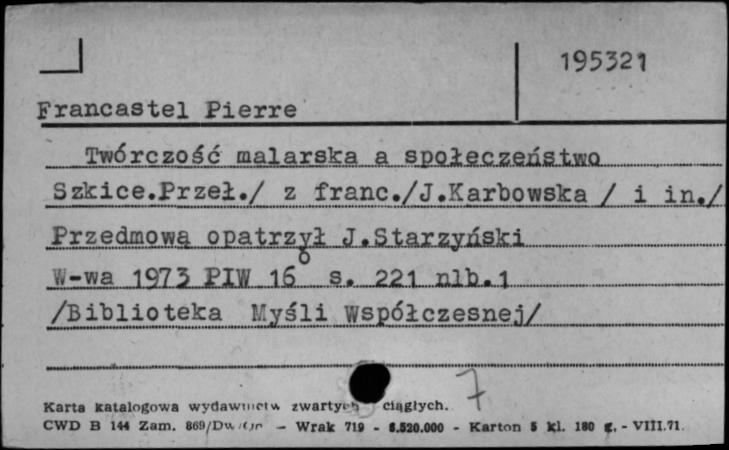 195321
Francastel Pierre
Twórczość malarska a społeczeństwo
Szkice.Przeł./ z franc./J.Karbowska / i in./
Przedmową opatrzył J.Starzyński
W-wa 1973 PIW 16° s. 221 nlb.1
/Biblioteka Myśli Współczesnej/
7
Karta katalogowa wydawnictw zwartych ciągłych.
CWD B 144 Zam. 869/Dw - Wrak 719 - 6.520.000 - Karton 5 kl. 180 g. - VIII.71.